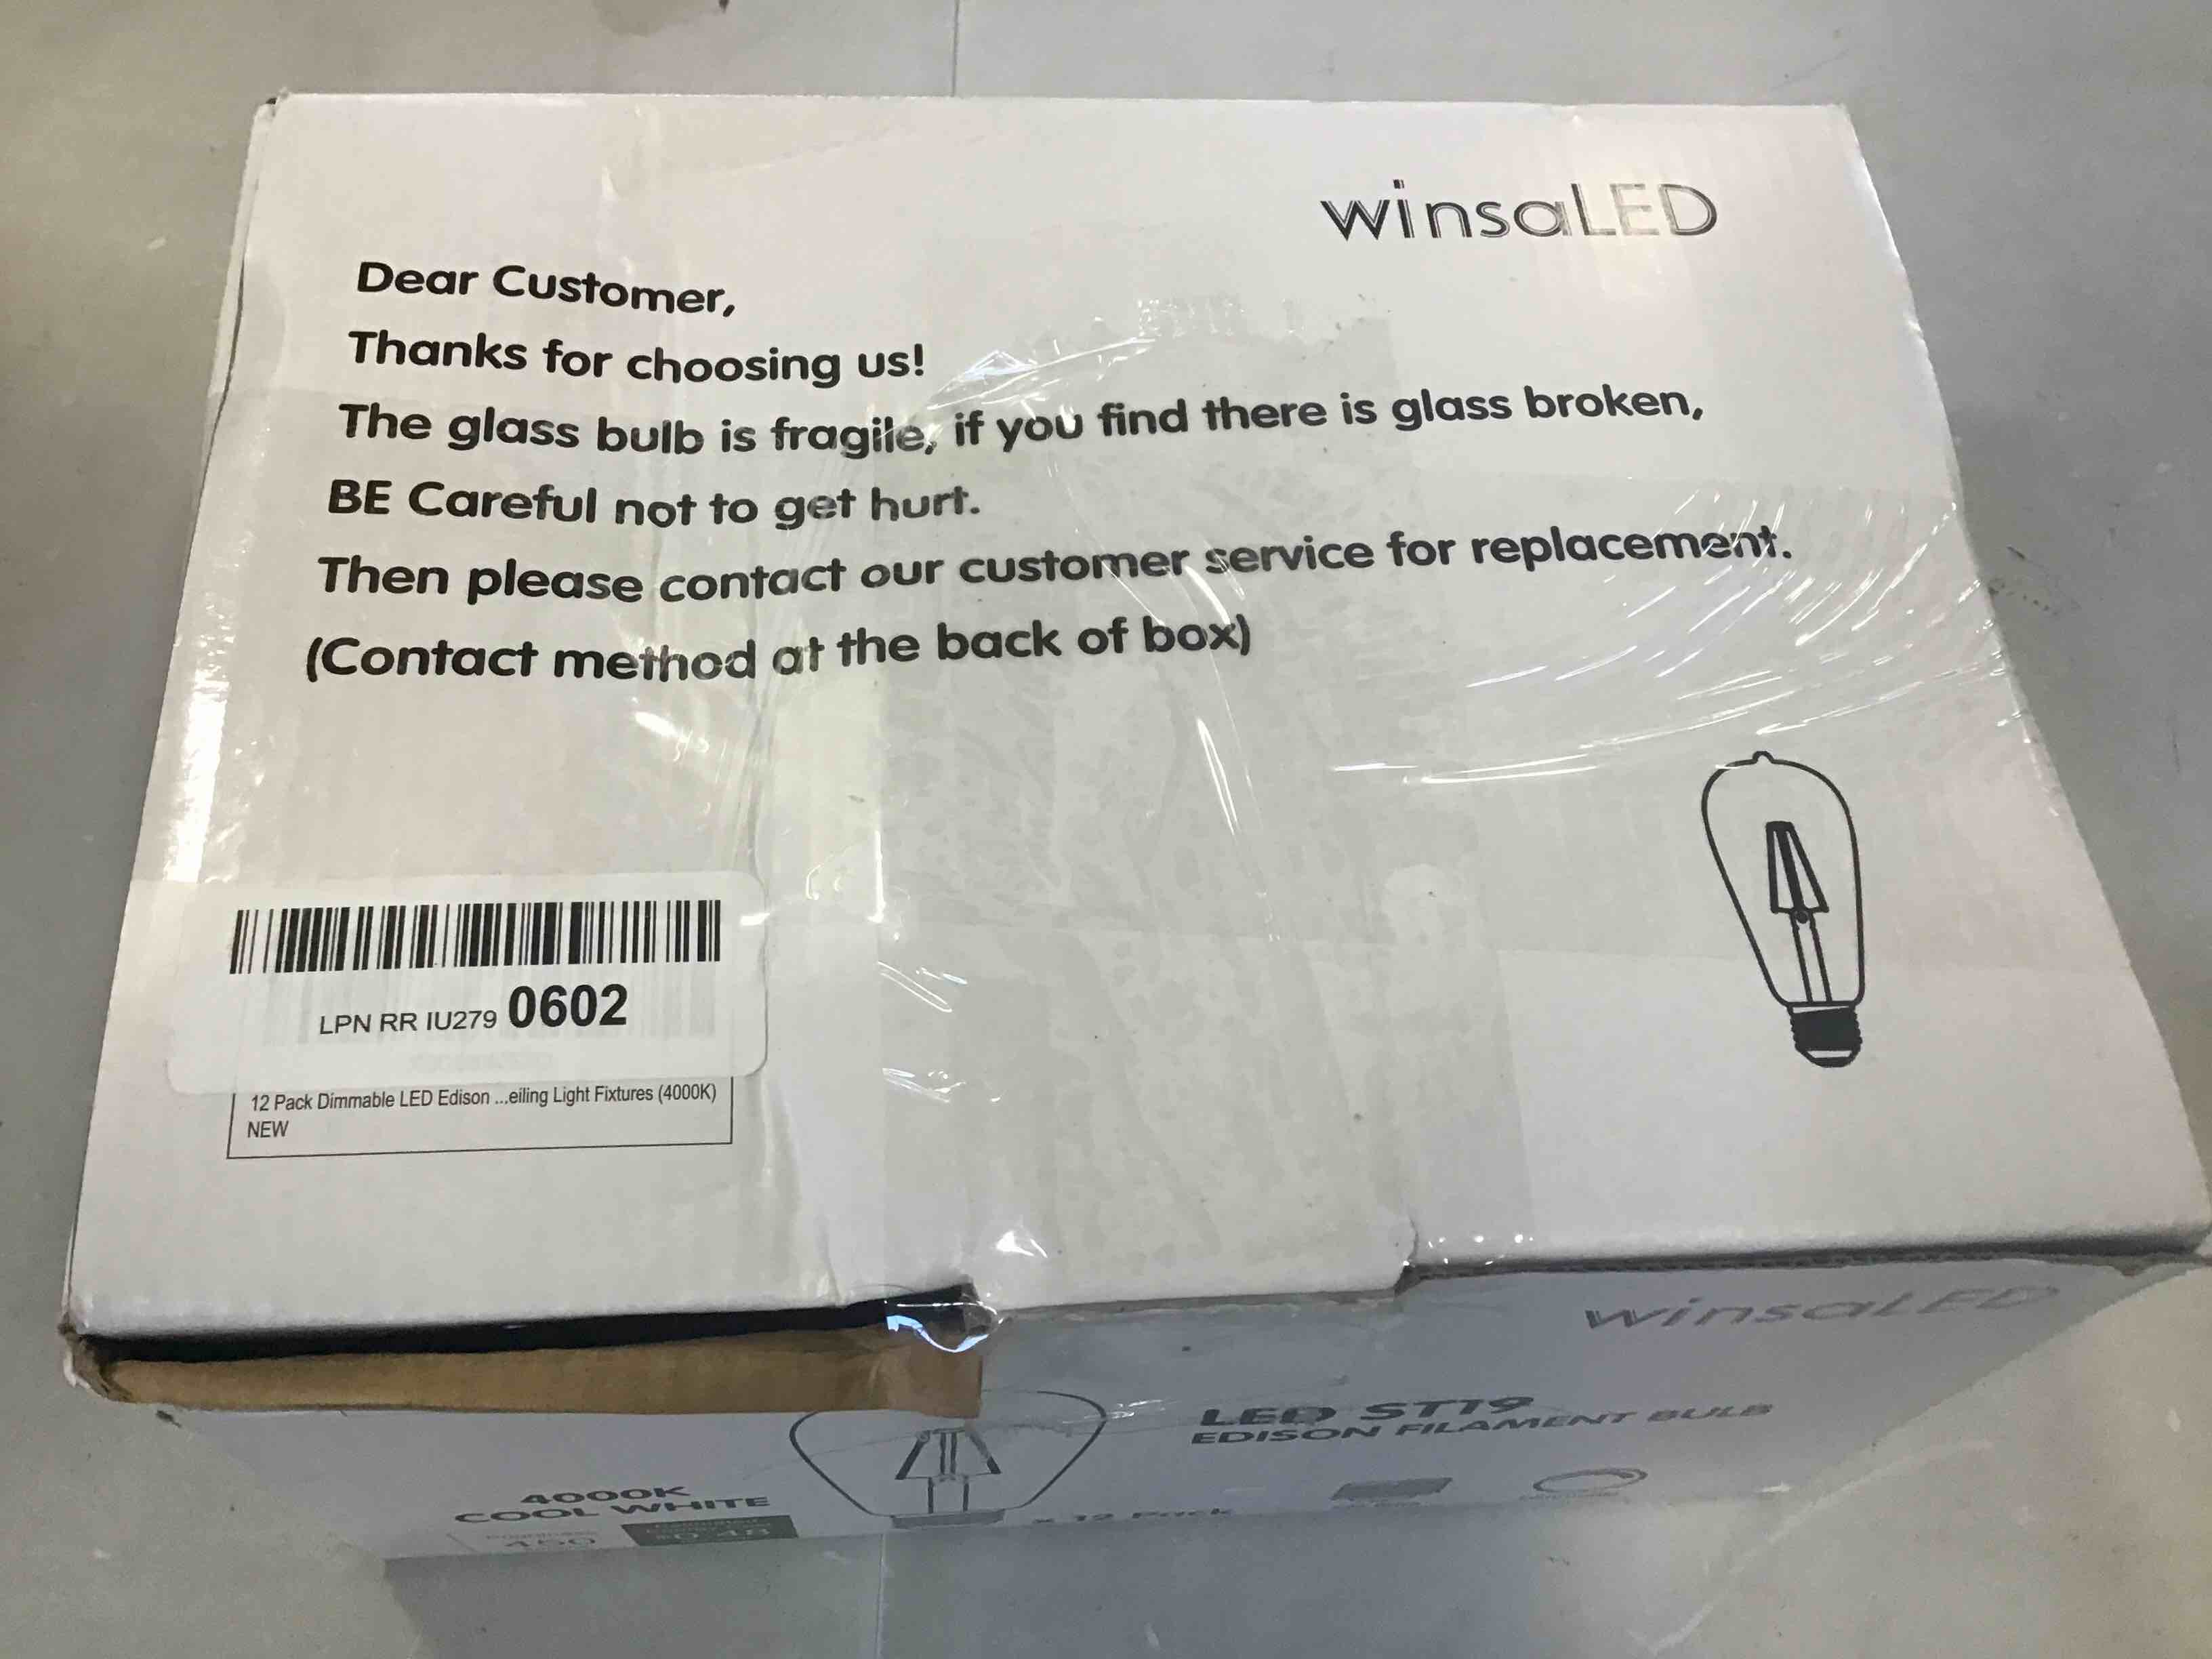 winsaLED
Dear Customer,
Thanks for choosing us!
The glass bulb is fragile, if you find there is glass broken,
BE Careful not to get hurt.
Then please contact our customer service for replacement.
(Contact method at the back of box)
LPN RR IU279 0602
12 Pack Dimmable LED Edison ...eiling Light Fixtures (4000K)
NEW
winsaLED
LED ST19
EDISON FILAMENT BULB
4000K
COOL WHITE
x 12 Pack
450